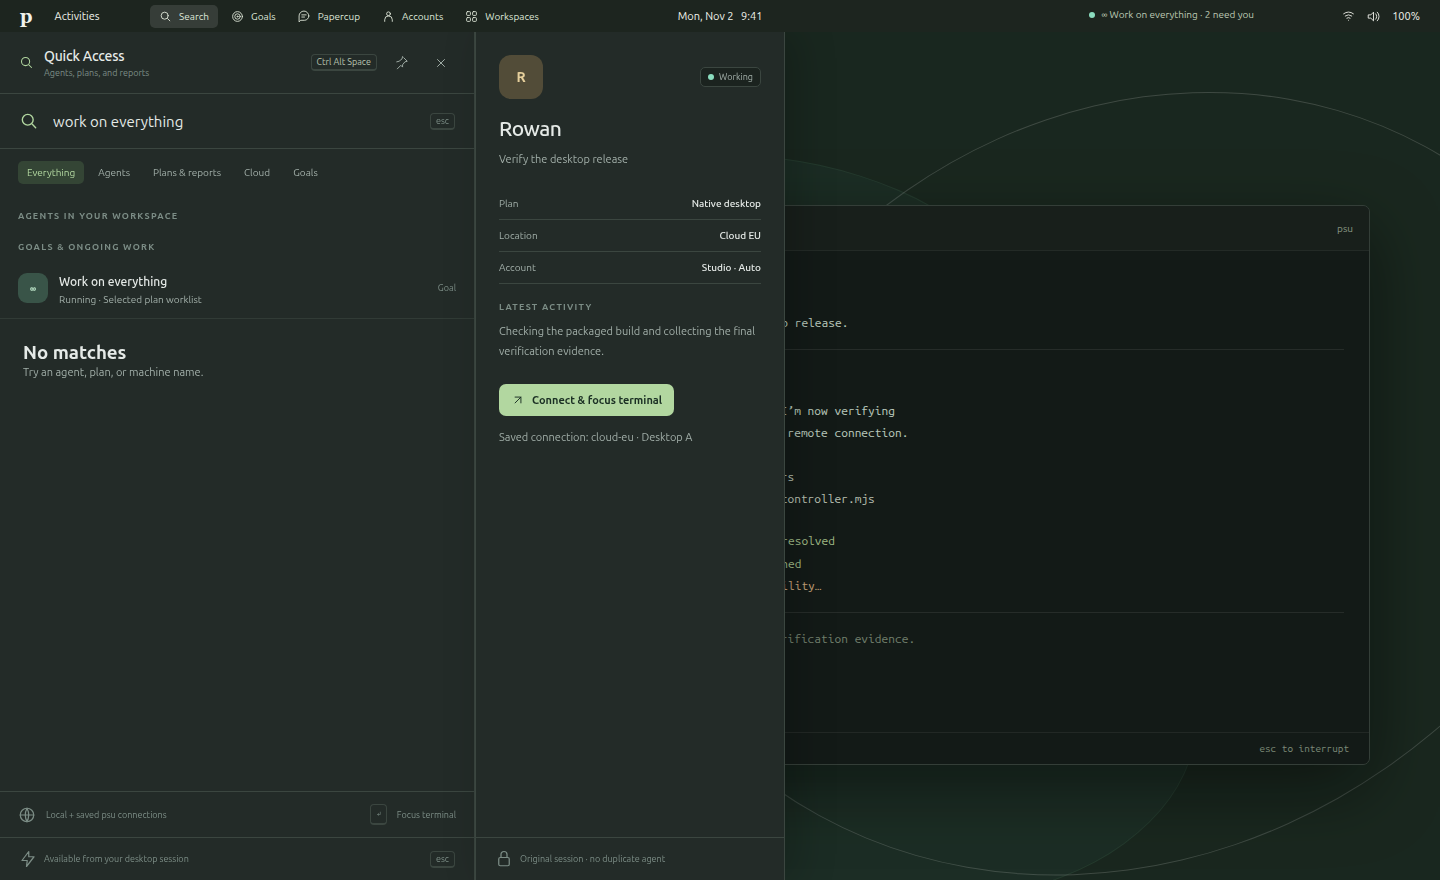 p Activities Search Goals Papercup Accounts Workspaces Mon, Nov 2 9:41 ∞ Work on everything · 2 need you 100%
Quick Access
Agents, plans, and reports
Ctrl Alt Space
work on everything
esc
Everything Agents Plans & reports Cloud Goals
AGENTS IN YOUR WORKSPACE
GOALS & ONGOING WORK
∞
Work on everything
Running · Selected plan worklist
Goal
No matches
Try an agent, plan, or machine name.
Local + saved psu connections
↵ Focus terminal
Available from your desktop session
esc
R
Working
Rowan
Verify the desktop release
Plan Native desktop
Location Cloud EU
Account Studio · Auto
LATEST ACTIVITY
Checking the packaged build and collecting the final
verification evidence.
Connect & focus terminal
Saved connection: cloud-eu · Desktop A
Original session · no duplicate agent
psu
release.
I’m now verifying
remote connection.
rs
controller.mjs
resolved
ned
ility…
rification evidence.
esc to interrupt